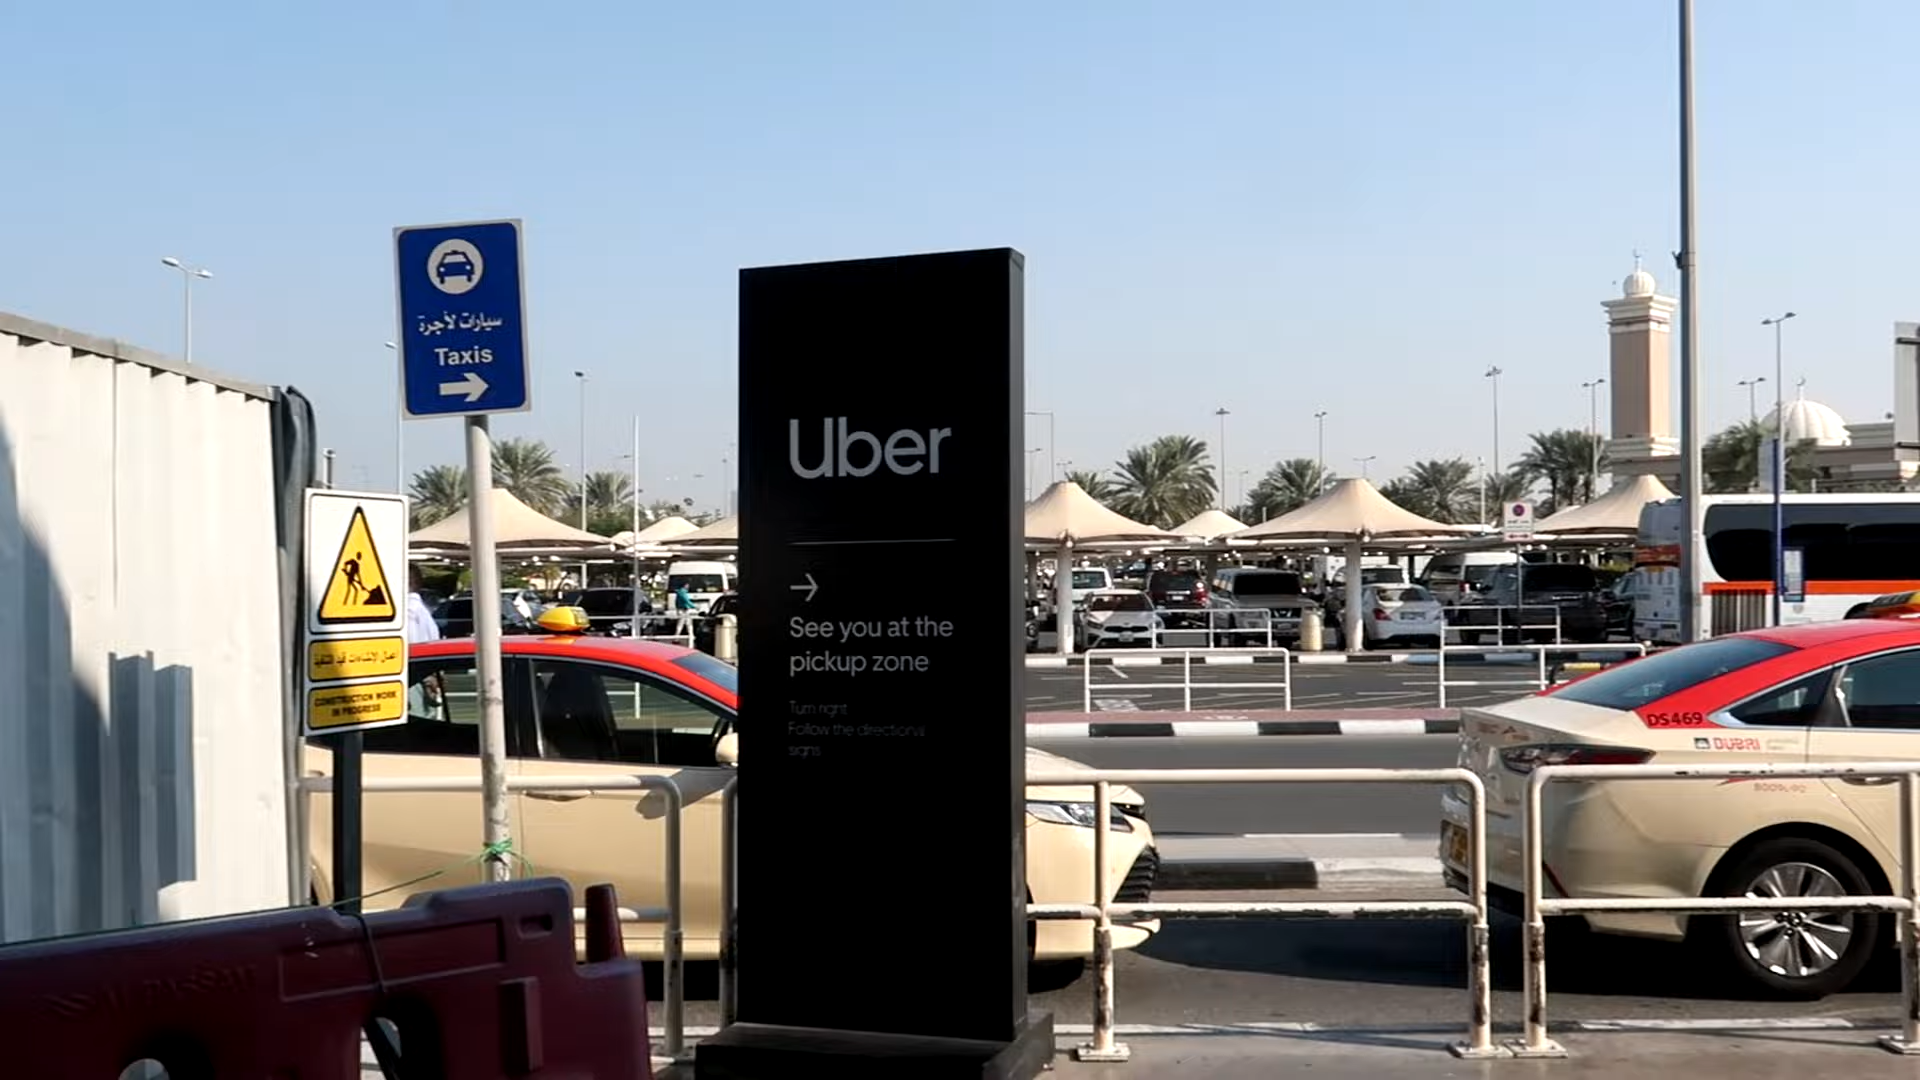 سيارات لأجرة
Taxis
Uber
See you at the
pickup zone
Turn right
Follow the directional
signs
CONSTRUCTION WORK
IN PROGRESS
DS469
DUBAI